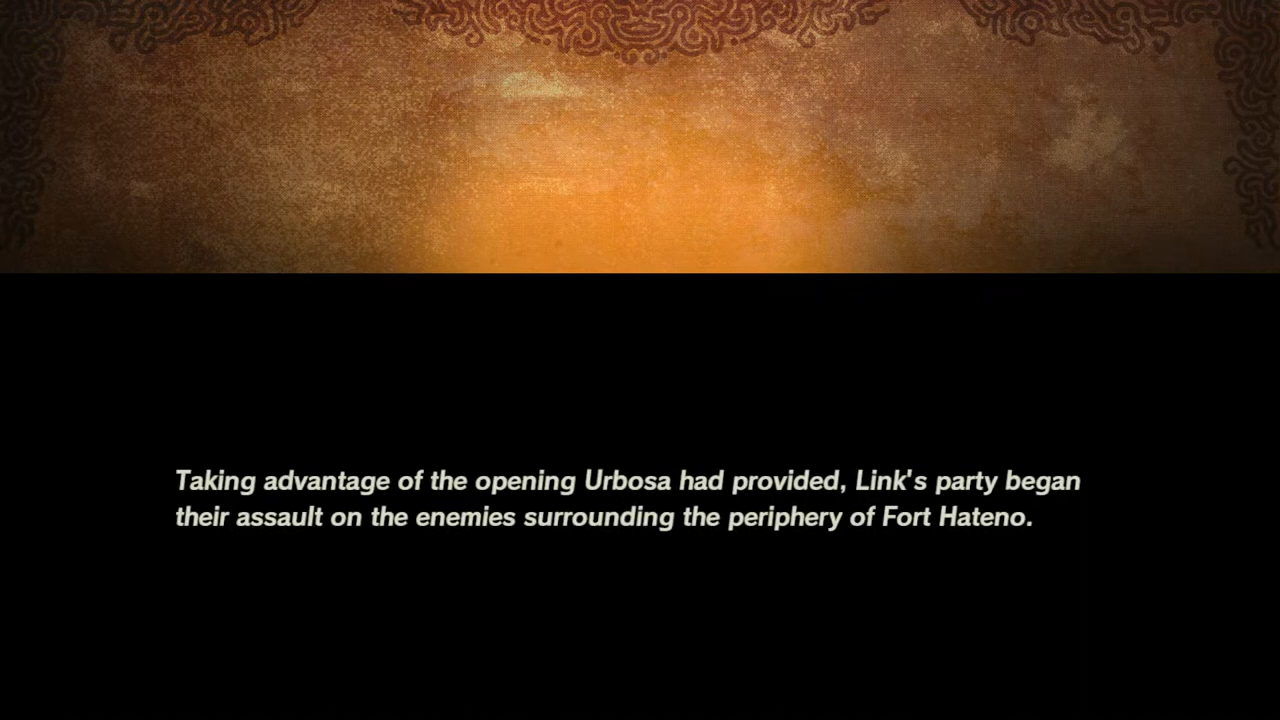 Taking advantage of the opening Urbosa had provided, Link's party began
their assault on the enemies surrounding the periphery of Fort Hateno.